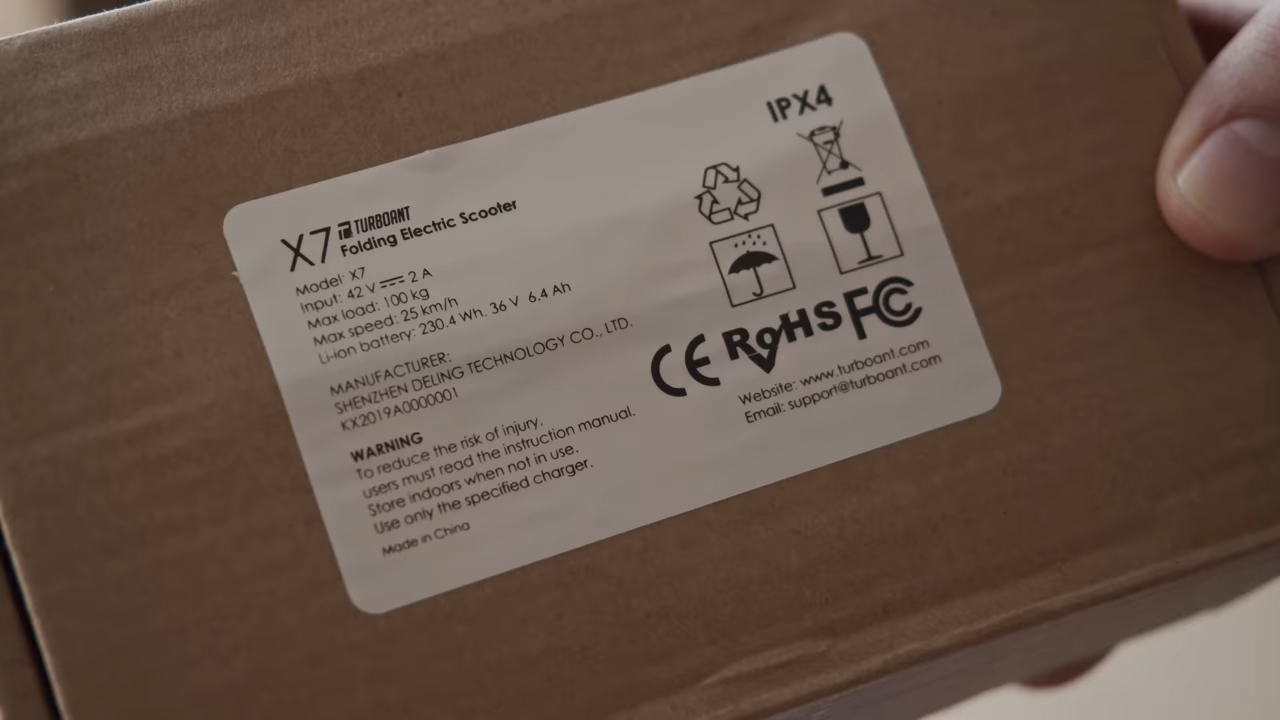 X7 TURBOANT
Folding Electric Scooter
Model: X7
Input: 42 V 2 A
Max load: 100 kg
Max speed: 25 km/h
Li-ion battery: 230.4 Wh. 36 V 6.4 Ah
MANUFACTURER:
SHENZHEN DELING TECHNOLOGY CO., LTD.
KX2019A0000001
WARNING
To reduce the risk of injury,
users must read the instruction manual.
Store indoors when not in use.
Use only the specified charger.
Made in China
IPX4
CE RoHS FC
Website: www.turboant.com
Email: support@turboant.com